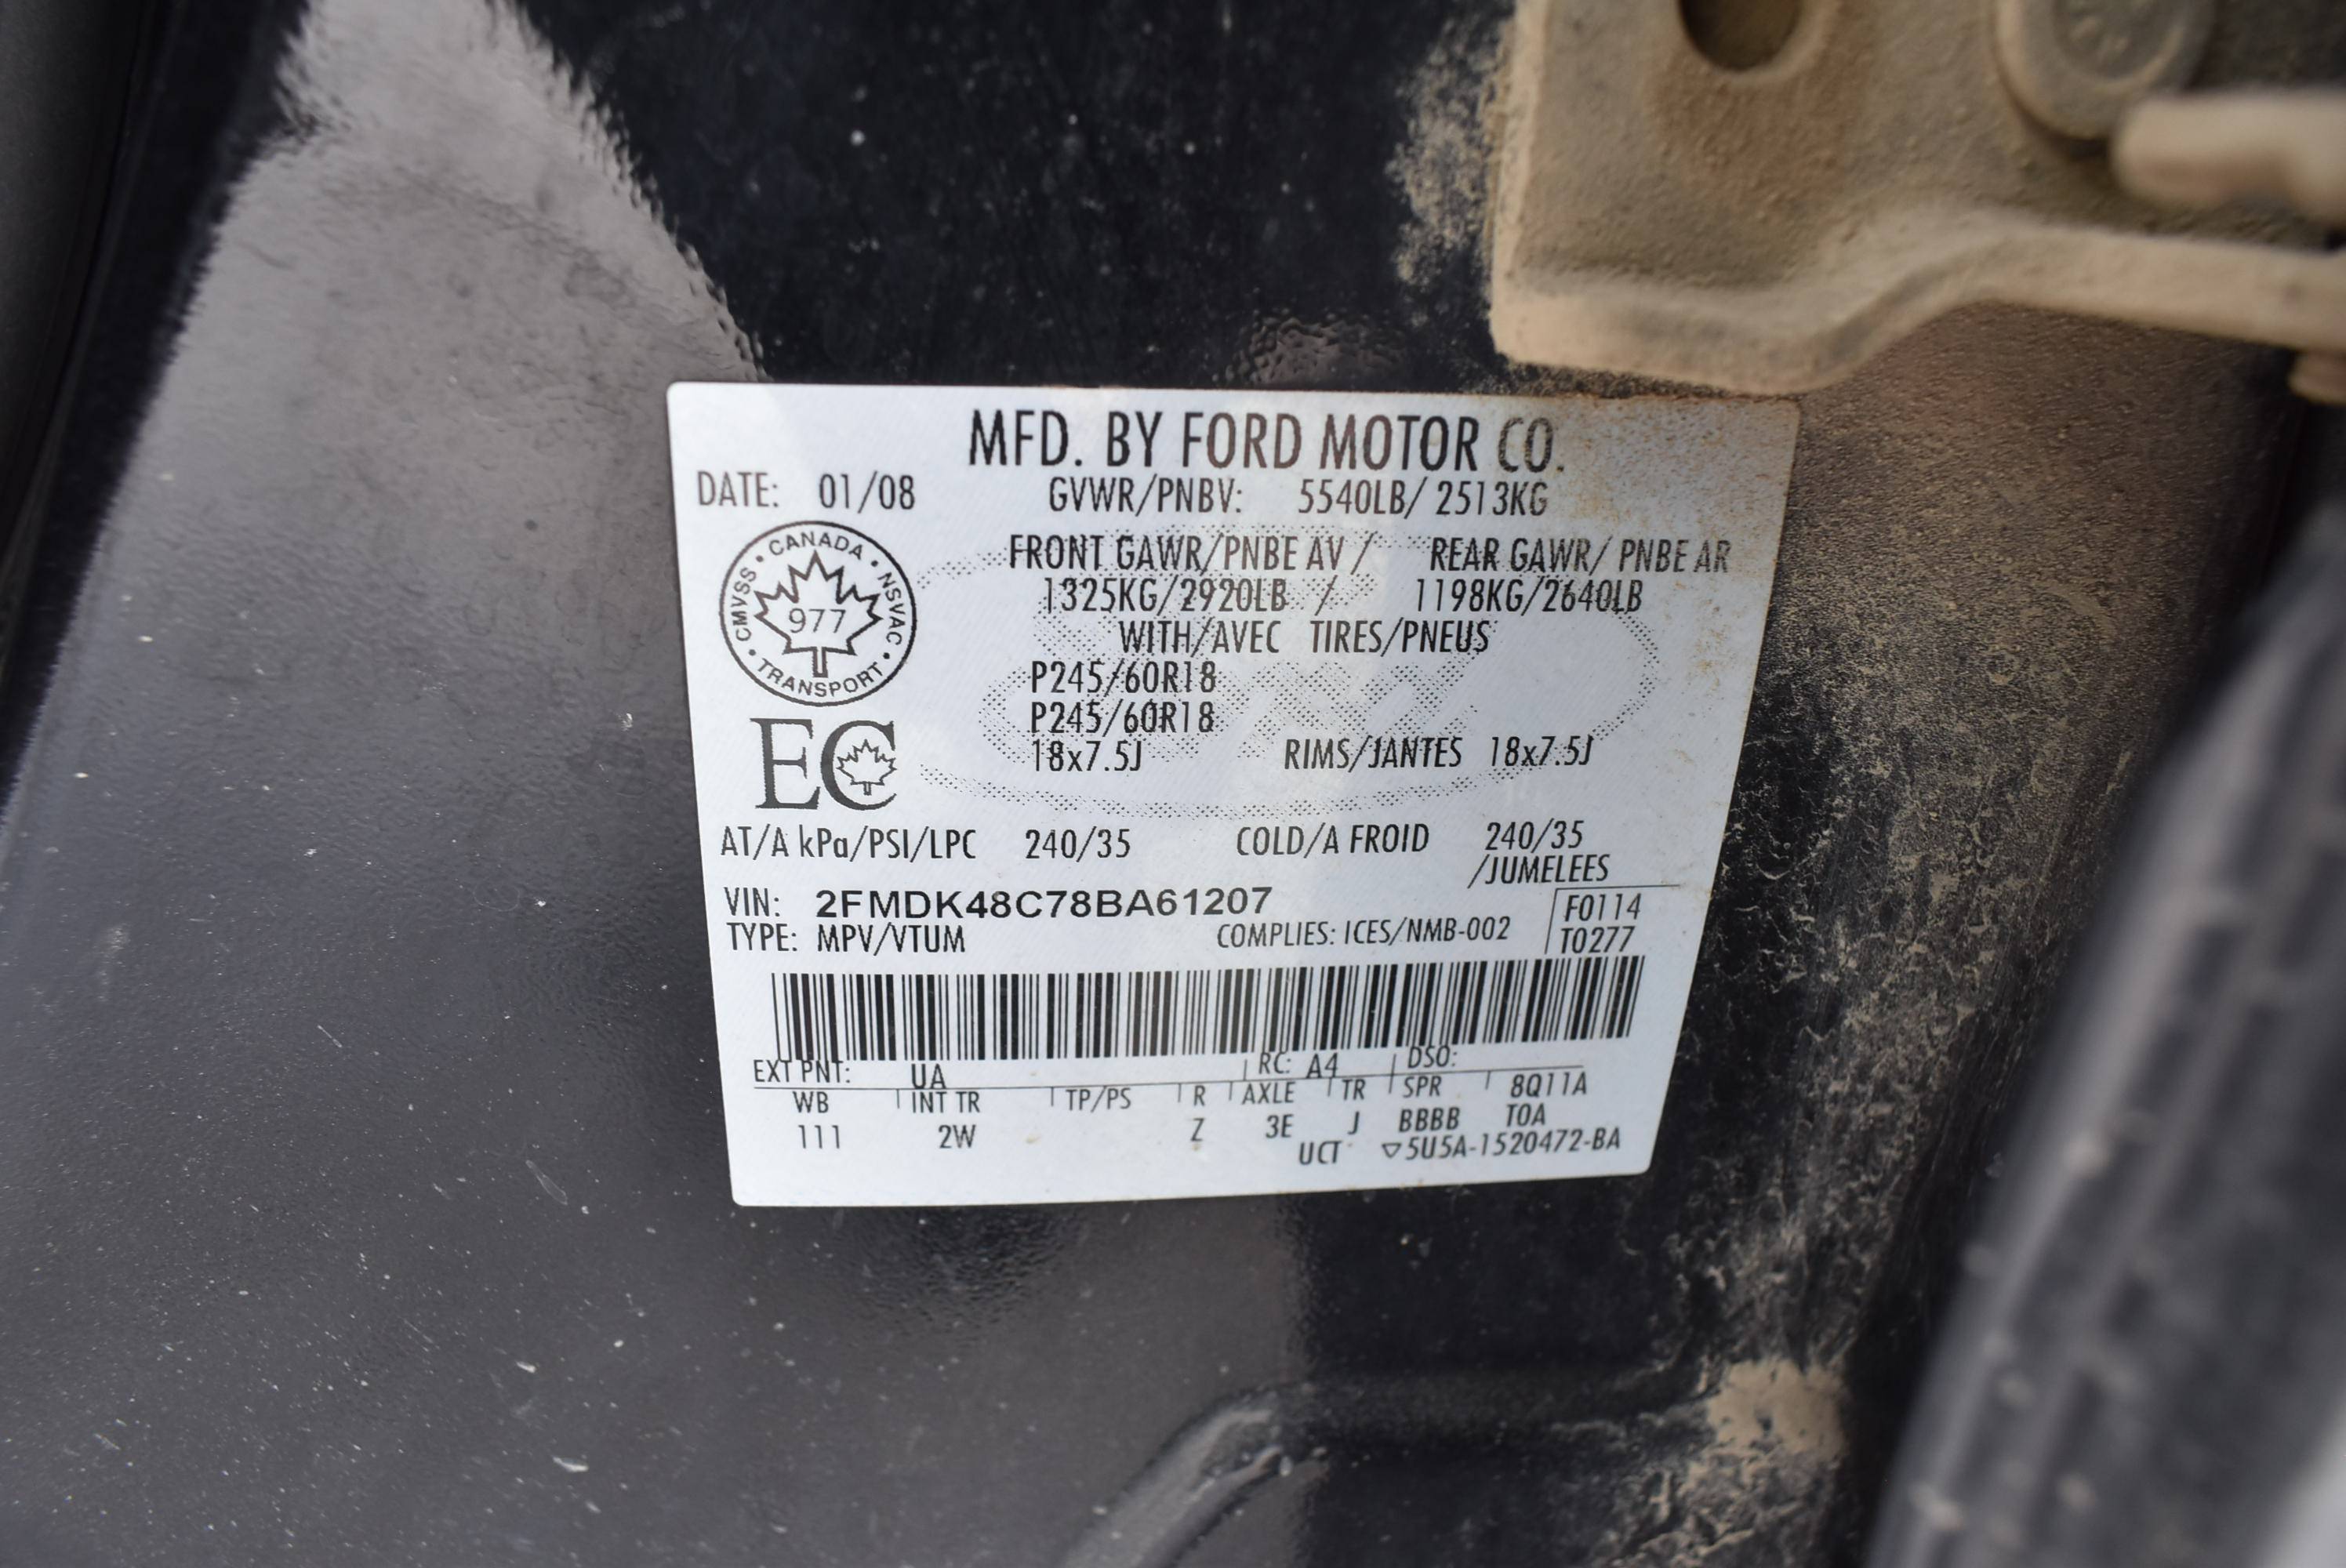 MFD. BY FORD MOTOR CO.
DATE: 01/08 GVWR/PNBV: 5540LB/ 2513KG
CANADA • NSVAC • TRANSPORT • CMVSS •
977
FRONT GAWR/PNBE AV / REAR GAWR/ PNBE AR
1325KG/2920LB / 1198KG/2640LB
WITH/AVEC TIRES/PNEUS
P245/60R18
P245/60R18
EC
18x7.5J RIMS/JANTES 18x7.5J
AT/A kPa/PSI/LPC 240/35 COLD/A FROID 240/35
/JUMELEES
VIN: 2FMDK48C78BA61207
F0114
TYPE: MPV/VTUM COMPLIES: ICES/NMB-002 T0277
EXT PNT: UA RC: A4 DSO:
WB INT TR TP/PS R AXLE TR SPR 8Q11A
111 2W Z 3E J BBBB TOA
UCT ▽5U5A-1520472-BA